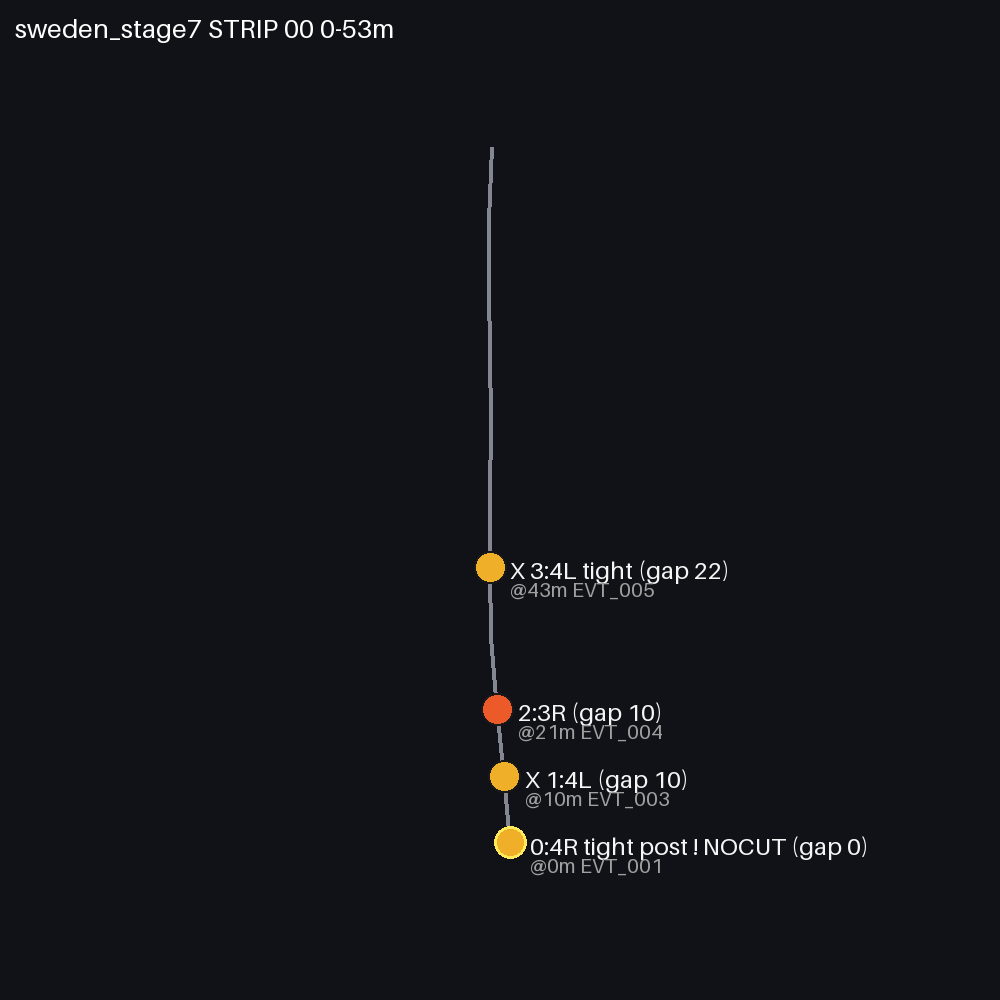 sweden_stage7 STRIP 00 0-53m
X 3:4L tight (gap 22)
@43m EVT_005
2:3R (gap 10)
@21m EVT_004
X 1:4L (gap 10)
@10m EVT_003
0:4R tight post ! NOCUT (gap 0)
@0m EVT_001